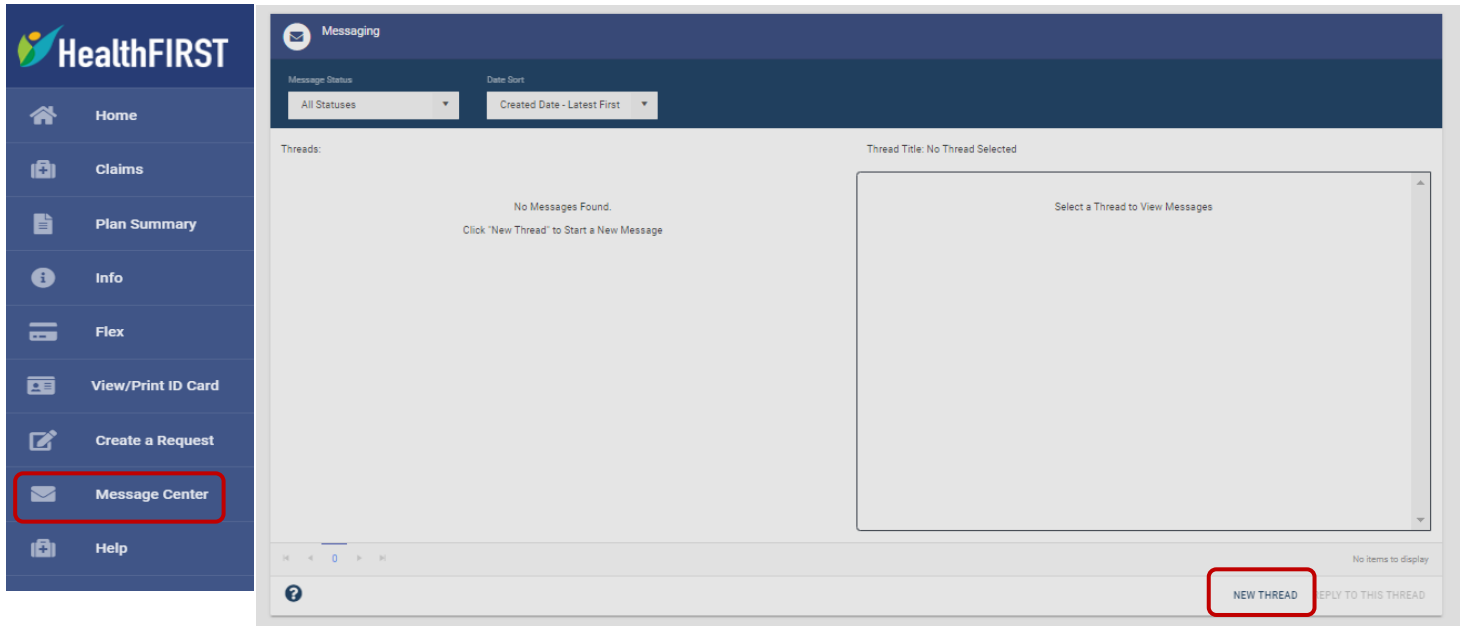 HealthFIRST
Home
Claims
Plan Summary
Info
Flex
View/Print ID Card
Create a Request
Message Center
Help
Messaging
Message Status
Date Sort
All Statuses
Created Date - Latest First
Threads:
Thread Title: No Thread Selected
No Messages Found.
Click "New Thread" to Start a New Message
Select a Thread to View Messages
0
No items to display
NEW THREAD
REPLY TO THIS THREAD